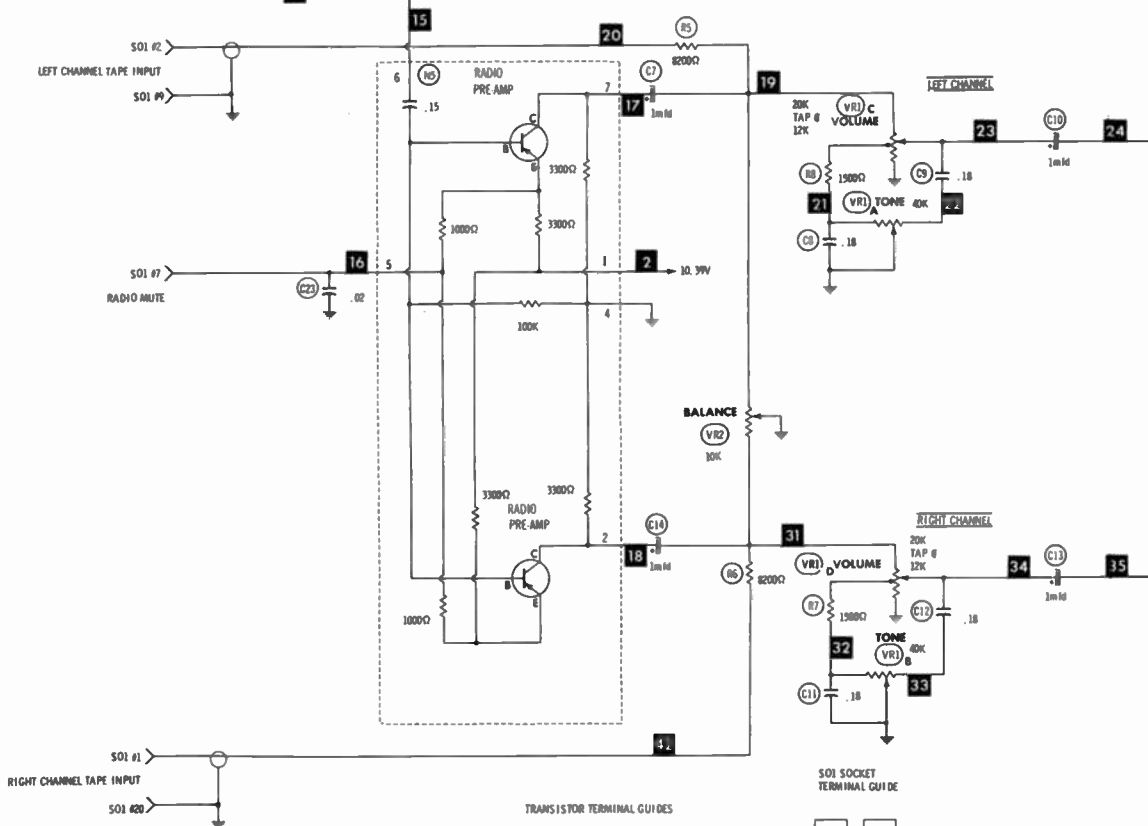 15
SO1 #2
20
R5
8200Ω
LEFT CHANNEL TAPE INPUT
SO1 #9
6
N5
RADIO
PRE-AMP
.15
7
17
C7
+
1mfd
19
LEFT CHANNEL
20K
TAP @
12K
VR1 C
VOLUME
23
C10
+
1mfd
24
C
B
E
3300Ω
R8
1500Ω
C9
.18
21
VR1 A
TONE
40K
22
C8
.18
1000Ω
3300Ω
SO1 #7
16
5
1
2
10.39V
RADIO MUTE
C23
.02
100K
4
BALANCE
VR2
10K
3300Ω
3300Ω
RADIO
PRE-AMP
2
18
C14
+
1mfd
31
RIGHT CHANNEL
20K
TAP @
12K
VR1 D
VOLUME
34
C13
+
1mfd
35
C
B
E
R6
8200Ω
R7
1500Ω
C12
.18
1000Ω
32
TONE
40K
VR1 B
33
C11
.18
SO1 #1
41
RIGHT CHANNEL TAPE INPUT
SO1 #20
TRANSISTOR TERMINAL GUIDES
SO1 SOCKET
TERMINAL GUIDE